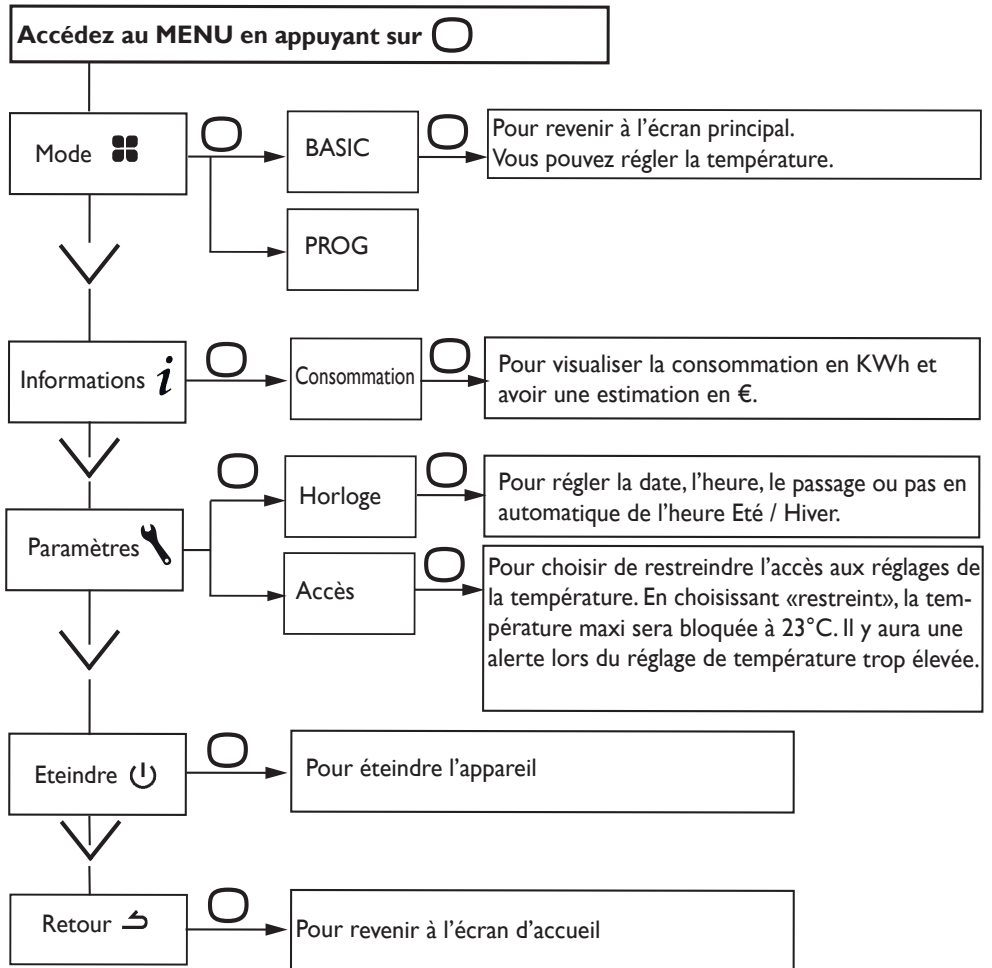 Accédez au MENU en appuyant sur
Mode
BASIC
Pour revenir à l'écran principal.
Vous pouvez régler la température.
PROG
Informations i
Consommation
Pour visualiser la consommation en KWh et
avoir une estimation en €.
Paramètres
Horloge
Pour régler la date, l'heure, le passage ou pas en
automatique de l'heure Eté / Hiver.
Accès
Pour choisir de restreindre l'accès aux réglages de
la température. En choisissant «restreint», la tem-
pérature maxi sera bloquée à 23°C. Il y aura une
alerte lors du réglage de température trop élevée.
Eteindre
Pour éteindre l'appareil
Retour
Pour revenir à l'écran d'accueil